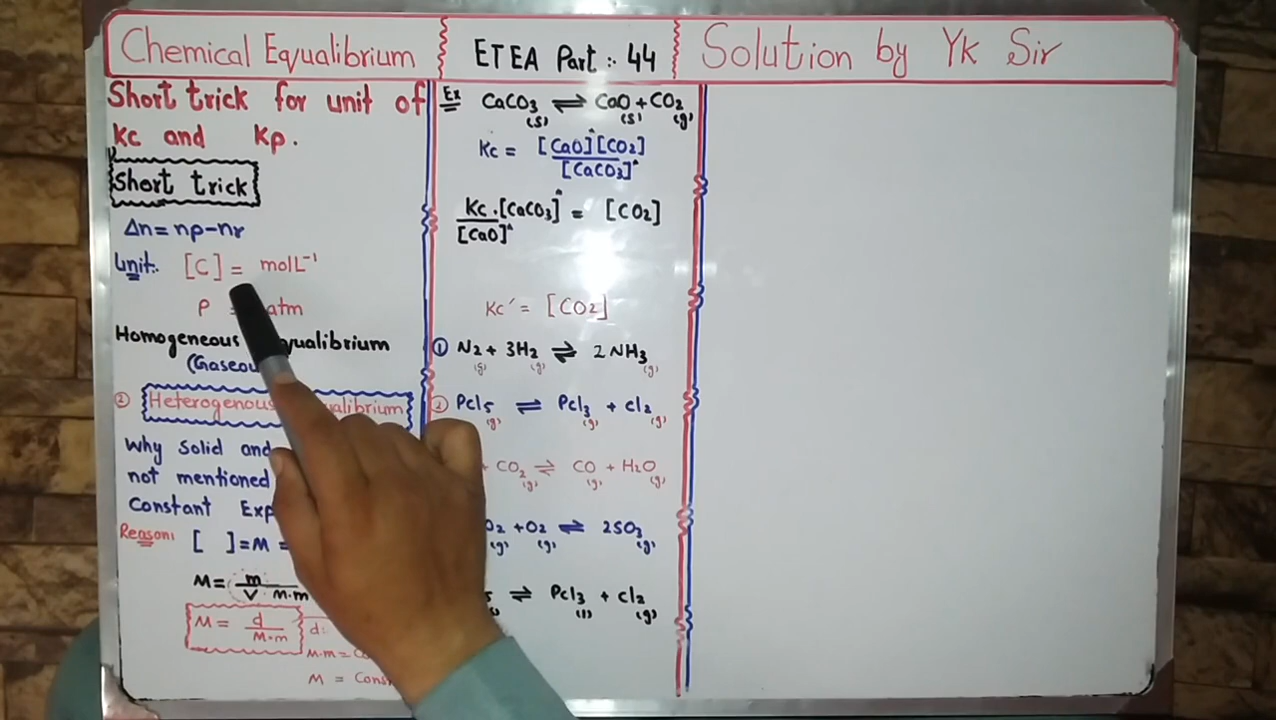 Chemical Equalibrium
ETEA Part :- 44
Solution by Yk Sir
Short trick for unit of
Kc and Kp.
Short trick
Δn = np-nr
Unit:. [C] = molL⁻¹
P = atm
Homogeneous qualibrium
(Gaseou
② Heterogenous alibrium
Why Solid and
not mentioned
Constant Exp
Reason: [ ]=M =
M= m
V M·m
M = d
M·m
d:
M·m =
M = Cons
Ex CaCO₃ ⇌ CaO + CO₂
(s) (s) (g)
Kc = [CaO][CO₂]
[CaCO₃]
Kc.[CaCO₃] = [CO₂]
[CaO]
Kc′ = [CO₂]
① N₂ + 3H₂ ⇌ 2NH₃
(g) (g) (g)
② Pcl₅ ⇌ Pcl₃ + cl₂
(g) (g) (g)
+ CO₂ ⇌ CO + H₂O
(g) (g) (g)
O₂ + O₂ ⇌ 2SO₃
(g) (g) (g)
⇌ Pcl₃ + cl₂
(l) (g)